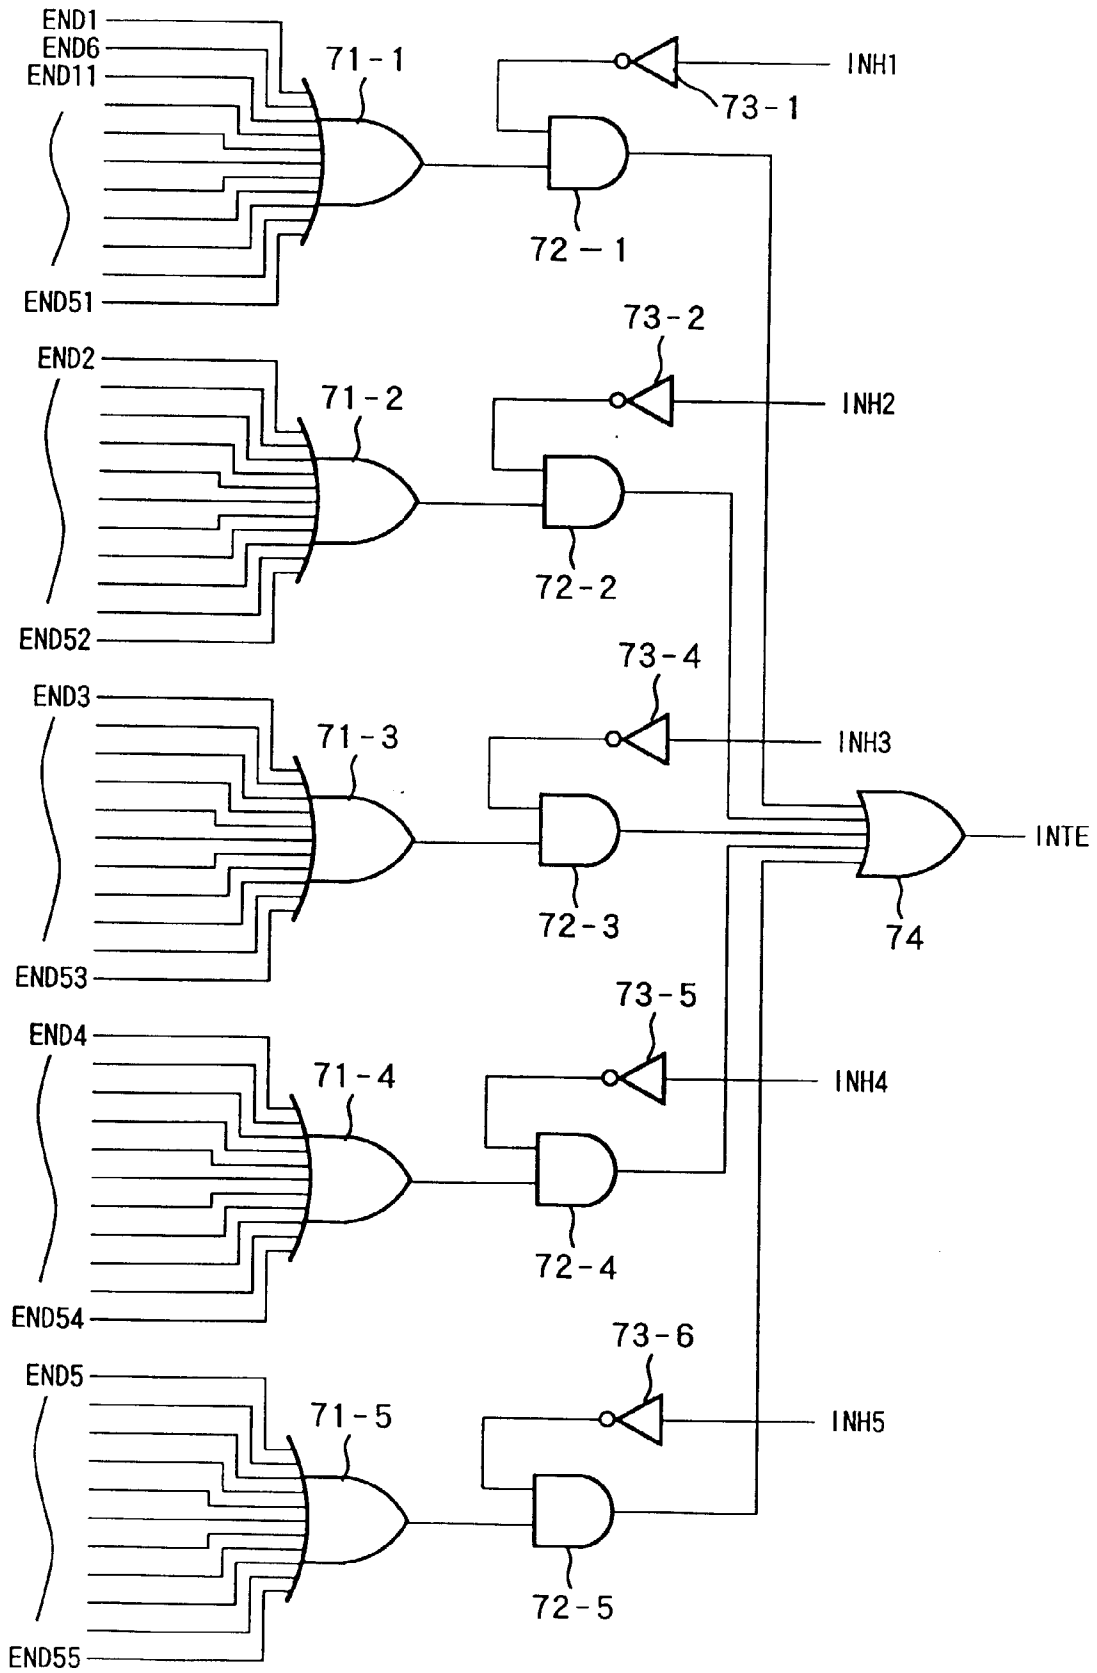 END1
END6
END11
71-1
INH1
73-1
72-1
END51
73-2
END2
71-2
INH2
72-2
END52
73-4
END3
71-3
INH3
INTE
72-3
74
END53
73-5
END4
71-4
INH4
72-4
END54
73-6
END5
71-5
INH5
72-5
END55